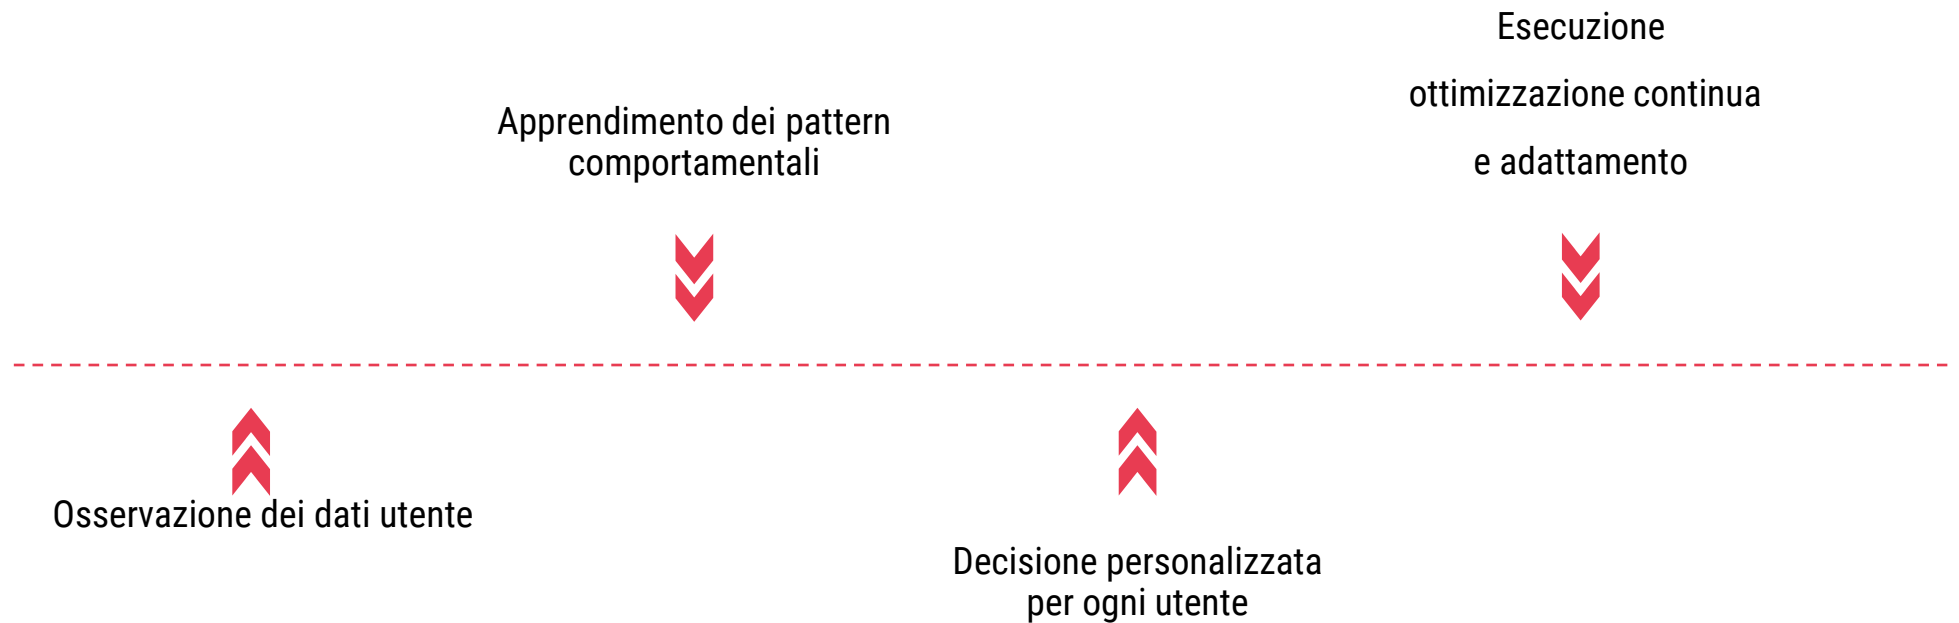 Osservazione dei dati utente
Apprendimento dei pattern
comportamentali
Decisione personalizzata
per ogni utente
Esecuzione
ottimizzazione continua
e adattamento